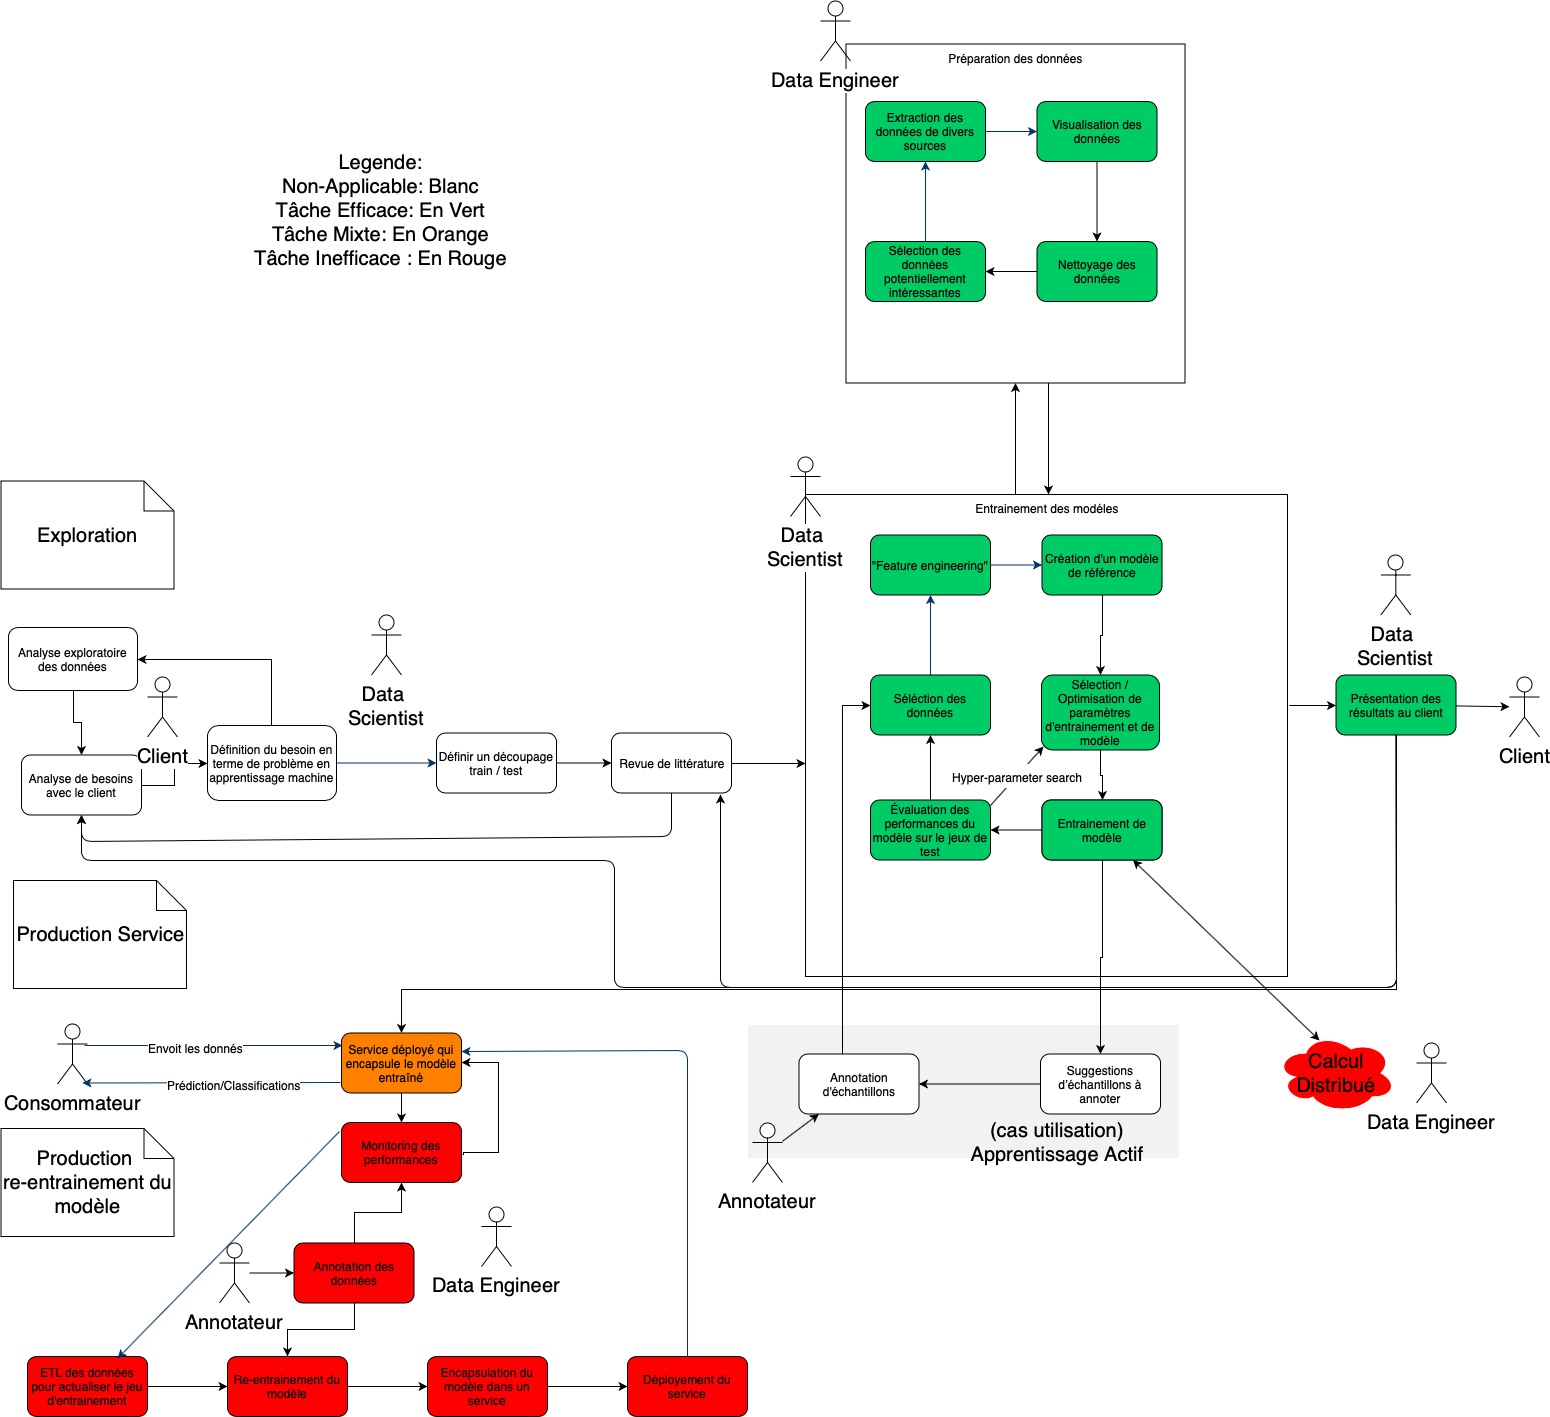 Data Engineer
Préparation des données
Extraction des
données de divers
sources
Visualisation des
données
Sélection des
données
potentiellement
intéressantes
Nettoyage des
données
Legende:
Non-Applicable: Blanc
Tâche Efficace: En Vert
Tâche Mixte: En Orange
Tâche Inefficace : En Rouge
Exploration
Data
Scientist
Entrainement des modéles
"Feature engineering"
Création d'un modèle
de référence
Séléction des
données
Sélection /
Optimisation de
paramètres
d'entrainement et de
modèle
Hyper-parameter search
Évaluation des
performances du
modèle sur le jeux de
test
Entrainement de
modèle
Data
Scientist
Présentation des
résultats au client
Client
Analyse exploratoire
des données
Client
Analyse de besoins
avec le client
Définition du besoin en
terme de problème en
apprentissage machine
Data
Scientist
Définir un découpage
train / test
Revue de littérature
Production Service
Consommateur
Envoit les donnés
Prédiction/Classifications
Service déployé qui
encapsule le modèle
entraîné
Annotation
d'échantillons
Suggestions
d'échantillons à
annoter
(cas utilisation)
Apprentissage Actif
Annotateur
Calcul
Distribué
Data Engineer
Production
re-entrainement du
modèle
Monitoring des
performances
Annotateur
Annotation des
données
Data Engineer
ETL des données
pour actualiser le jeu
d'entrainement
Re-entrainement du
modèle
Encapsulation du
modèle dans un
service
Déployement du
service